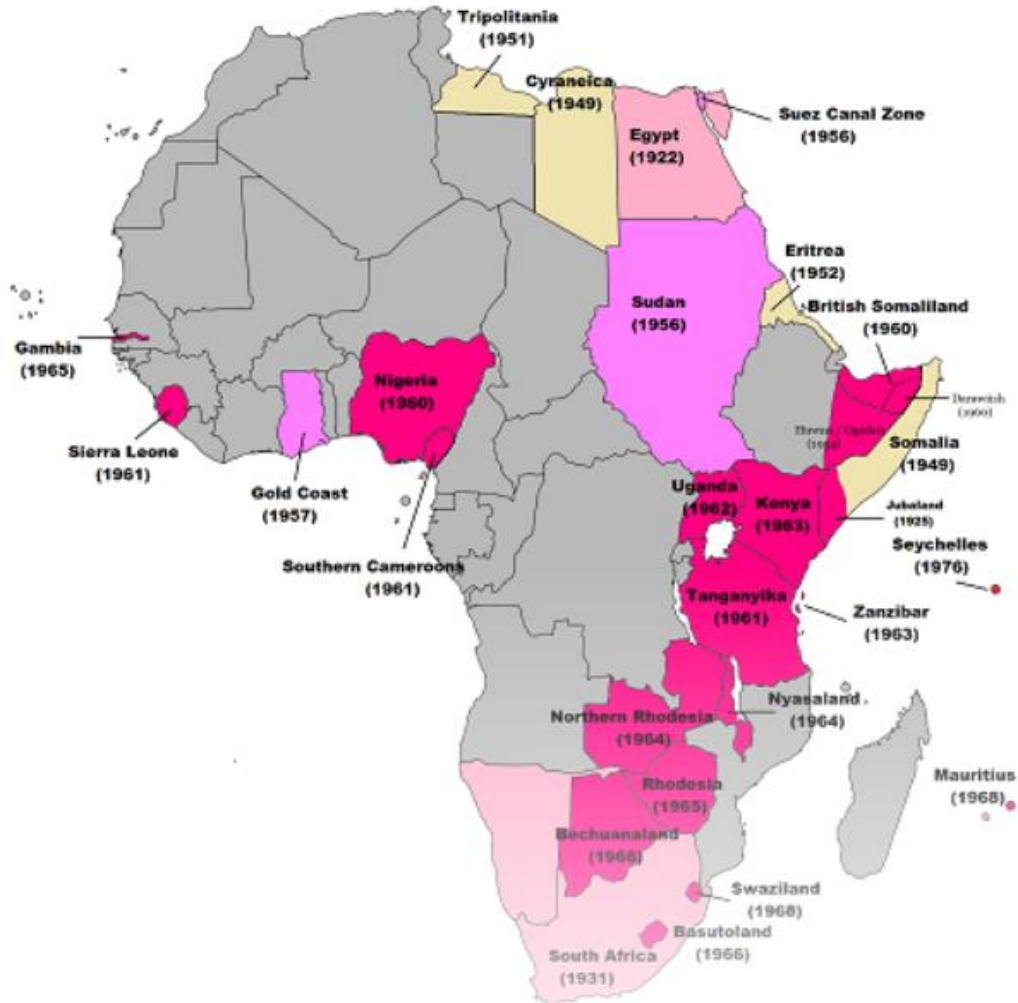 Tripolitania
(1951)
Cyraneica
(1949)
Suez Canal Zone
(1956)
Egypt
(1922)
Eritrea
(1952)
British Somaliland
(1960)
Sudan
(1956)
Gambia
(1965)
Nigeria
(1960)
Sierra Leone
(1961)
Gold Coast
(1957)
Somalia
(1949)
Uganda
(1962)
Kenya
(1963)
Jubaland
(1925)
Southern Cameroons
(1961)
Seychelles
(1976)
Tanganyika
(1961)
Zanzibar
(1963)
Nyasaland
(1964)
Northern Rhodesia
(1964)
Rhodesia
(1965)
Mauritius
(1968)
Bechuanaland
(1966)
Swaziland
(1968)
Basutoland
(1966)
South Africa
(1931)